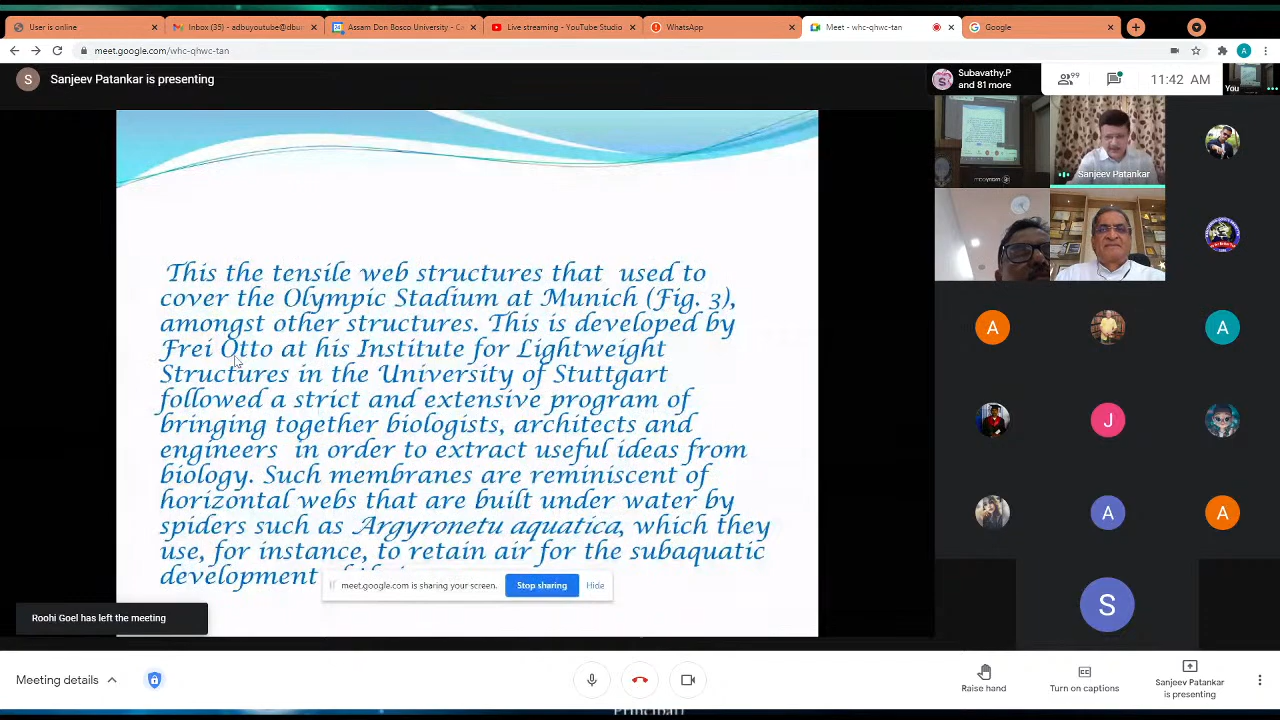 User is online
Inbox (35) - adbuyoutube@dbu
Assam Don Bosco University - Ca
Live streaming - YouTube Studio
WhatsApp
Meet - whc-qhwc-tan
Google
meet.google.com/whc-qhwc-tan
S
Sanjeev Patankar is presenting
Subavathy.P
and 81 more
99
11:42 AM
You
Sanjeev Patankar
This the tensile web structures that used to
cover the Olympic Stadium at Munich (Fig. 3),
amongst other structures. This is developed by
Frei Otto at his Institute for Lightweight
Structures in the University of Stuttgart
followed a strict and extensive program of
bringing together biologists, architects and
engineers in order to extract useful ideas from
biology. Such membranes are reminiscent of
horizontal webs that are built under water by
spiders such as Argyronetu aquatica, which they
use, for instance, to retain air for the subaquatic
development
meet.google.com is sharing your screen.
Stop sharing
Hide
Roohi Goel has left the meeting
A
A
J
A
A
S
Meeting details
Raise hand
Turn on captions
Sanjeev Patankar
is presenting